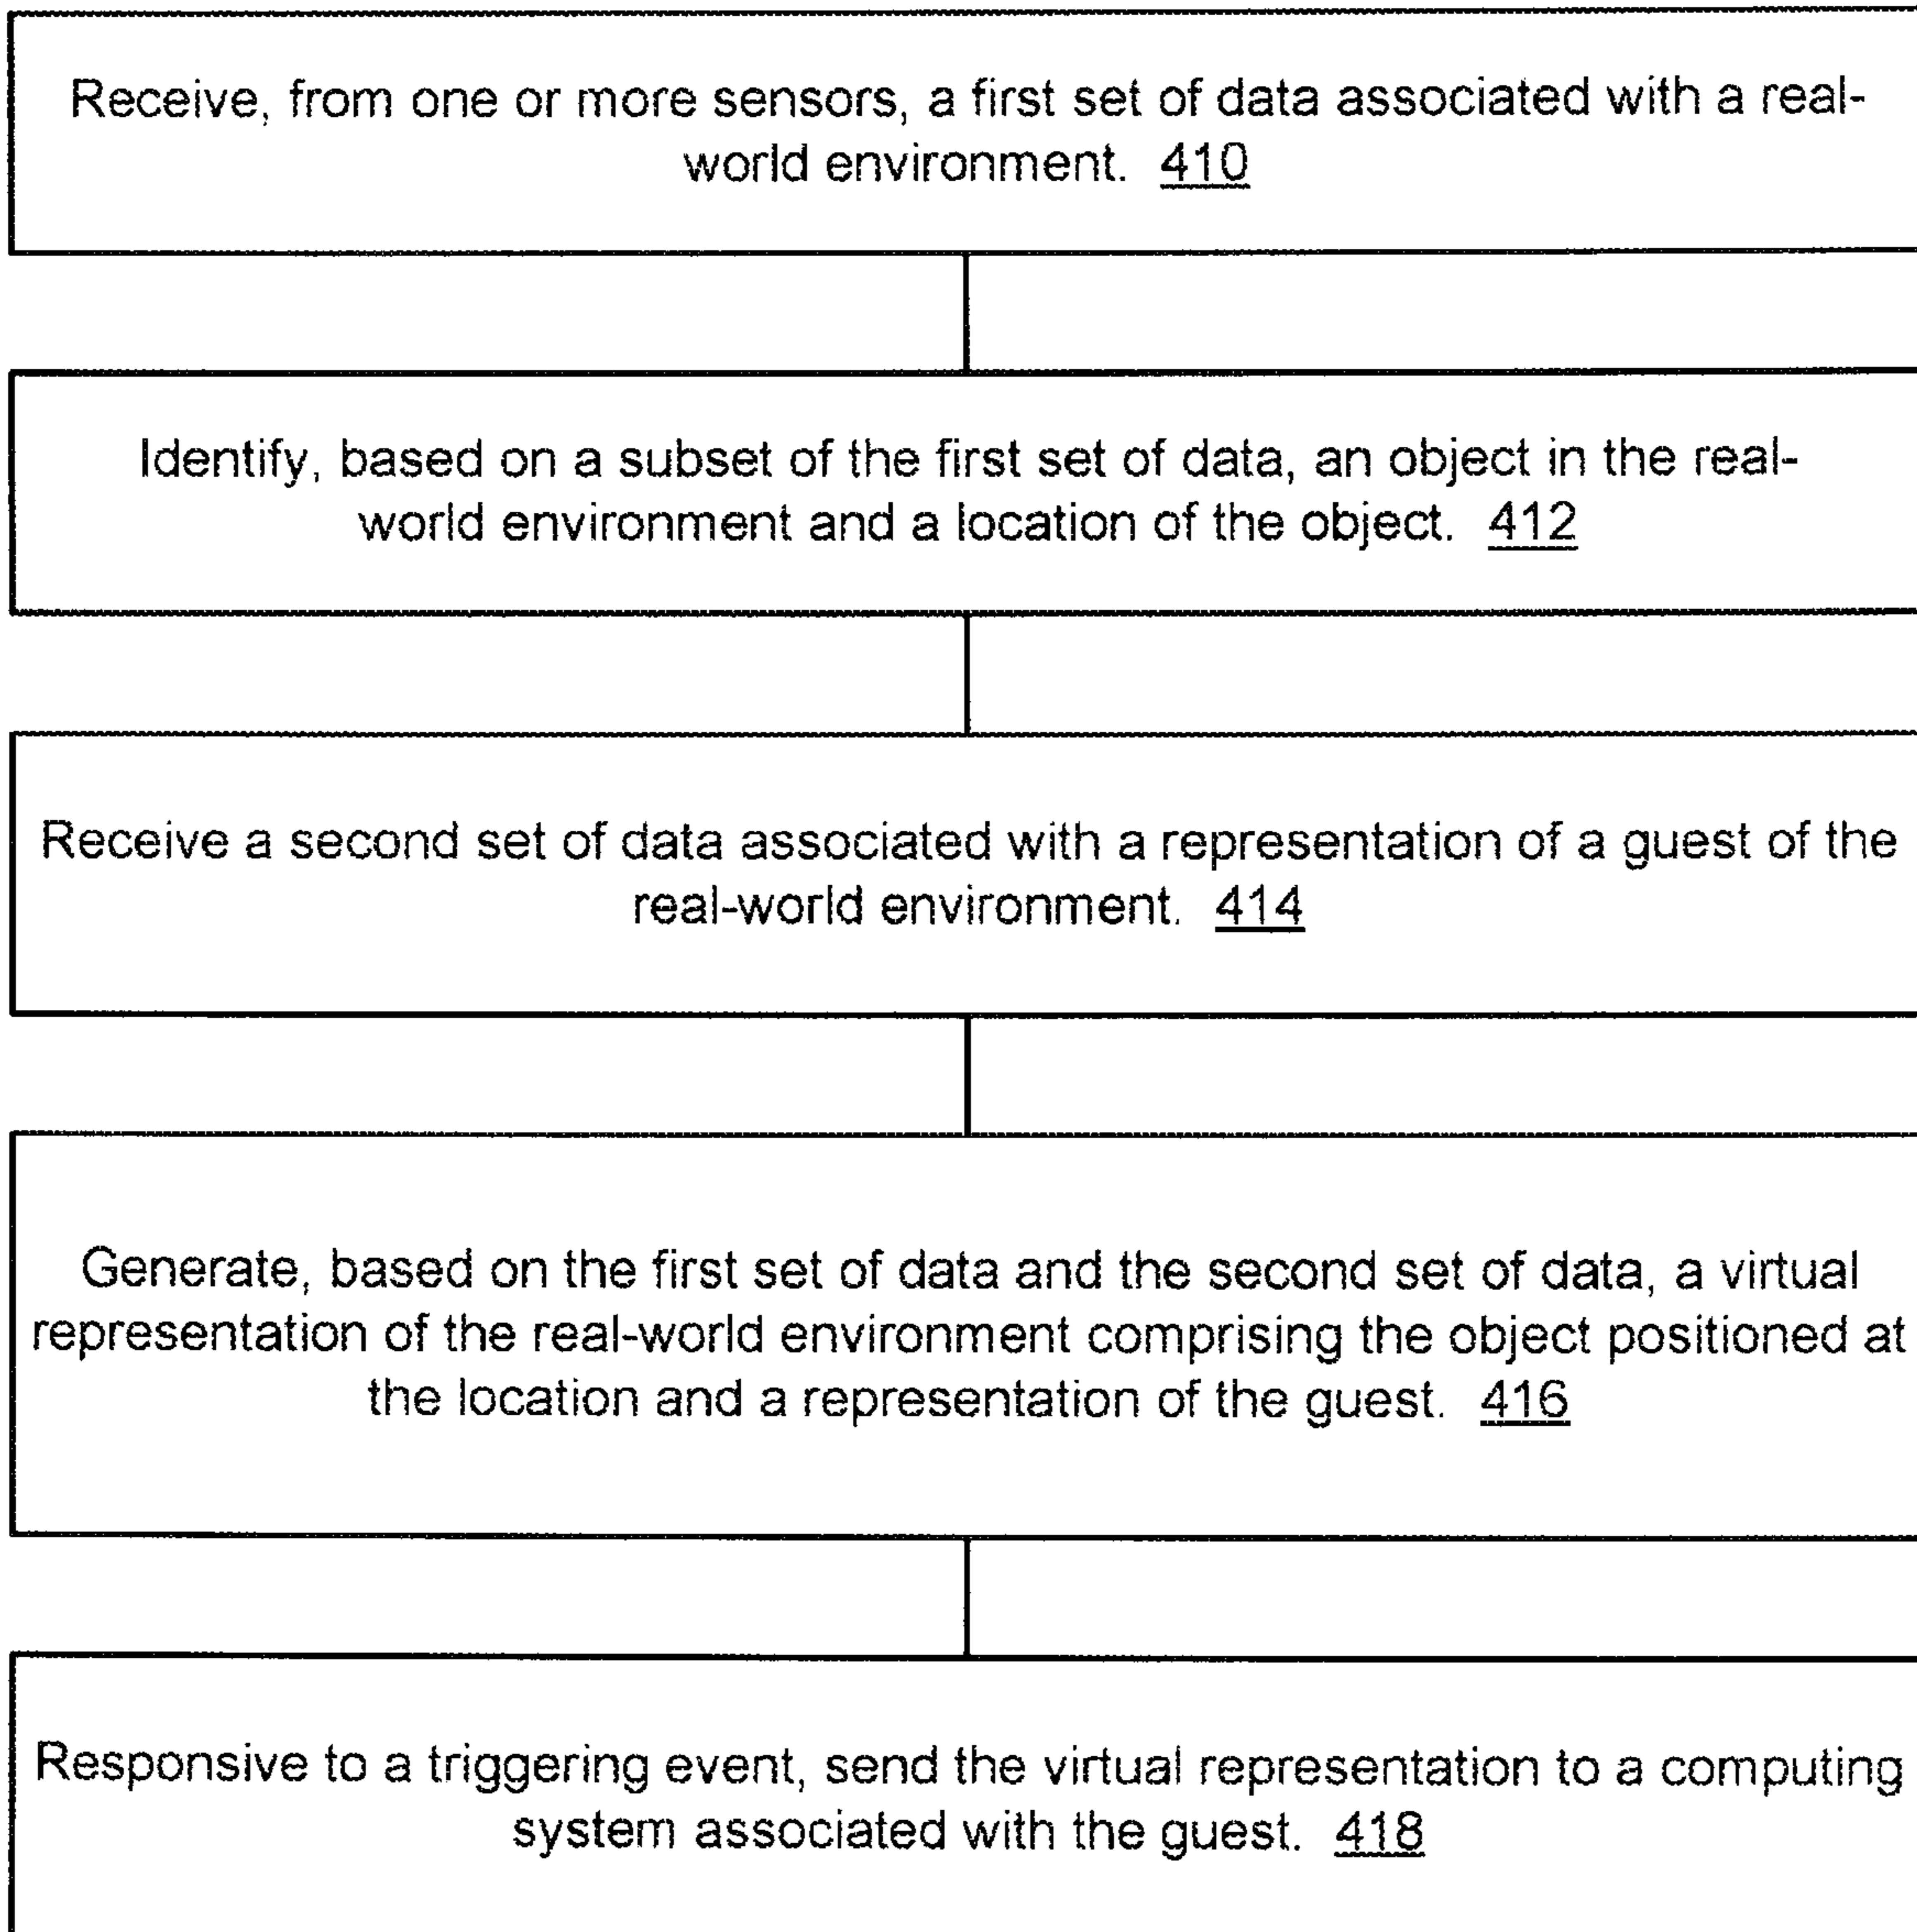 Receive, from one or more sensors, a first set of data associated with a real-
world environment. 410
Identify, based on a subset of the first set of data, an object in the real-
world environment and a location of the object. 412
Receive a second set of data associated with a representation of a guest of the
real-world environment. 414
Generate, based on the first set of data and the second set of data, a virtual
representation of the real-world environment comprising the object positioned at
the location and a representation of the guest. 416
Responsive to a triggering event, send the virtual representation to a computing
system associated with the guest. 418